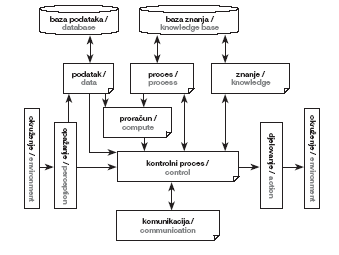 baza podataka /
database
baza znanja /
knowledge base
podatak /
data
proces /
process
znanje /
knowledge
proračun /
compute
okruženje / environment
opažanje / perception
kontrolni proces /
control
djelovanje / action
okruženje / environment
komunikacija /
communication